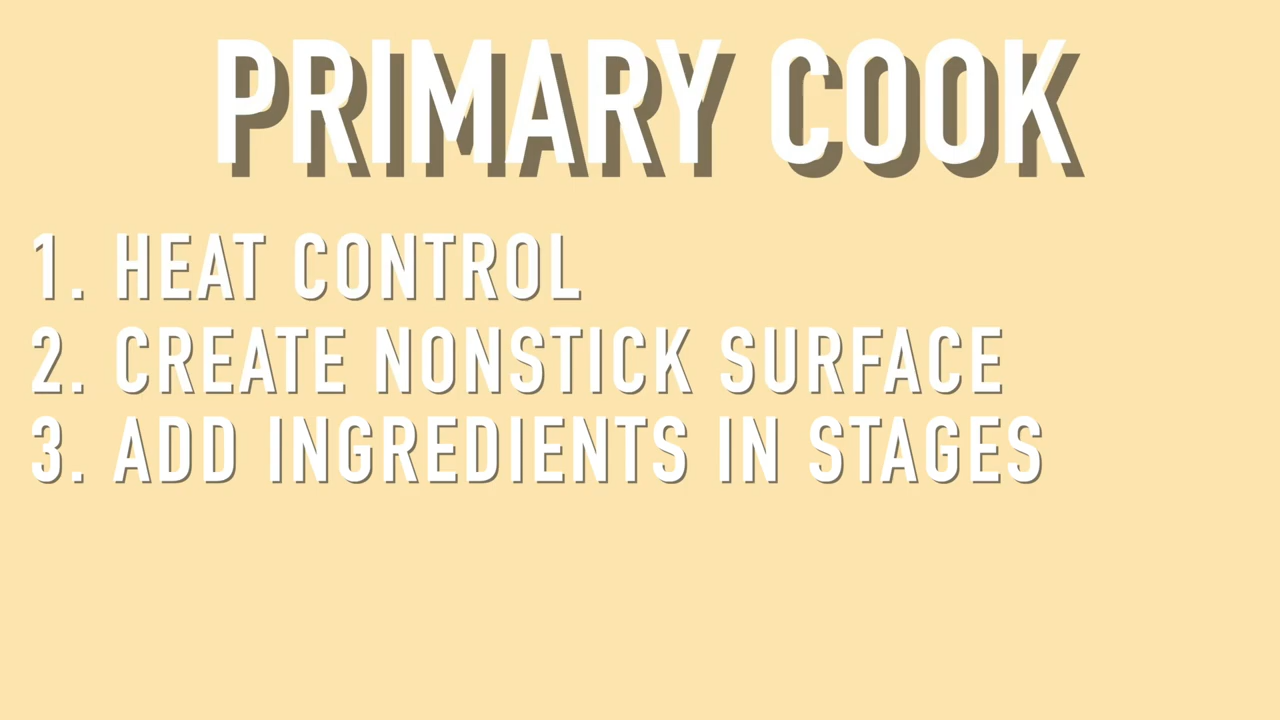 PRIMARY COOK
1. HEAT CONTROL
2. CREATE NONSTICK SURFACE
3. ADD INGREDIENTS IN STAGES